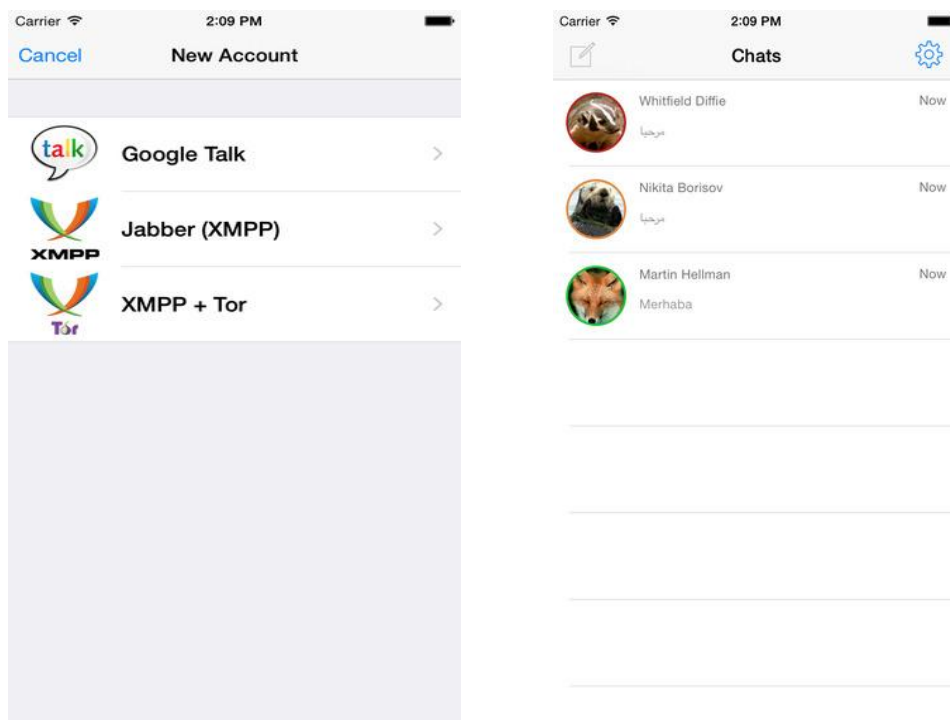 Carrier 2:09 PM
Cancel New Account
talk Google Talk
XMPP Jabber (XMPP)
Tor XMPP + Tor
Carrier 2:09 PM
Chats
Whitfield Diffie Now
مرحبا
Nikita Borisov Now
مرحبا
Martin Hellman Now
Merhaba